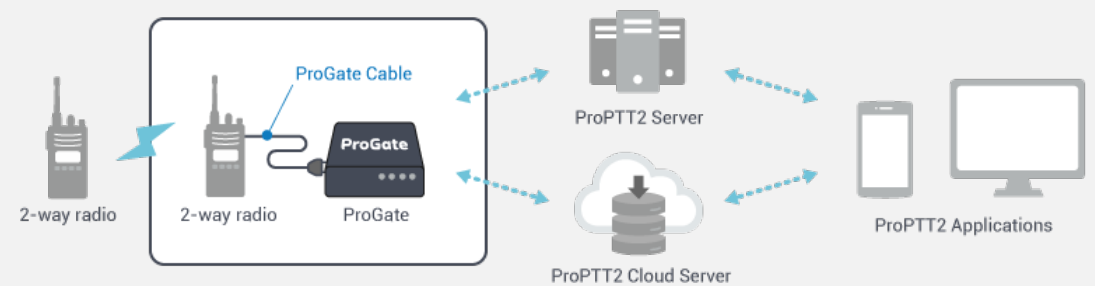 ProGate Cable
ProGate
2-way radio
2-way radio
ProGate
ProPTT2 Server
ProPTT2 Cloud Server
ProPTT2 Applications